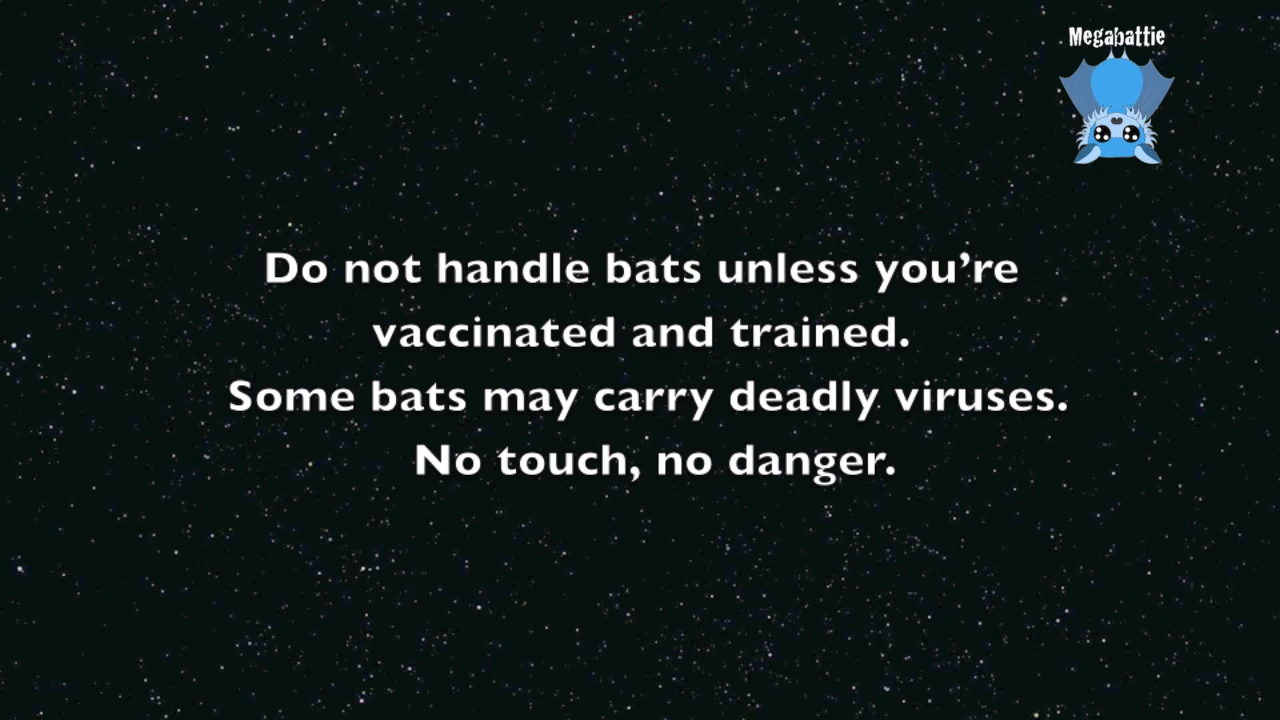 Megabattie
Do not handle bats unless you’re
vaccinated and trained.
Some bats may carry deadly viruses.
No touch, no danger.